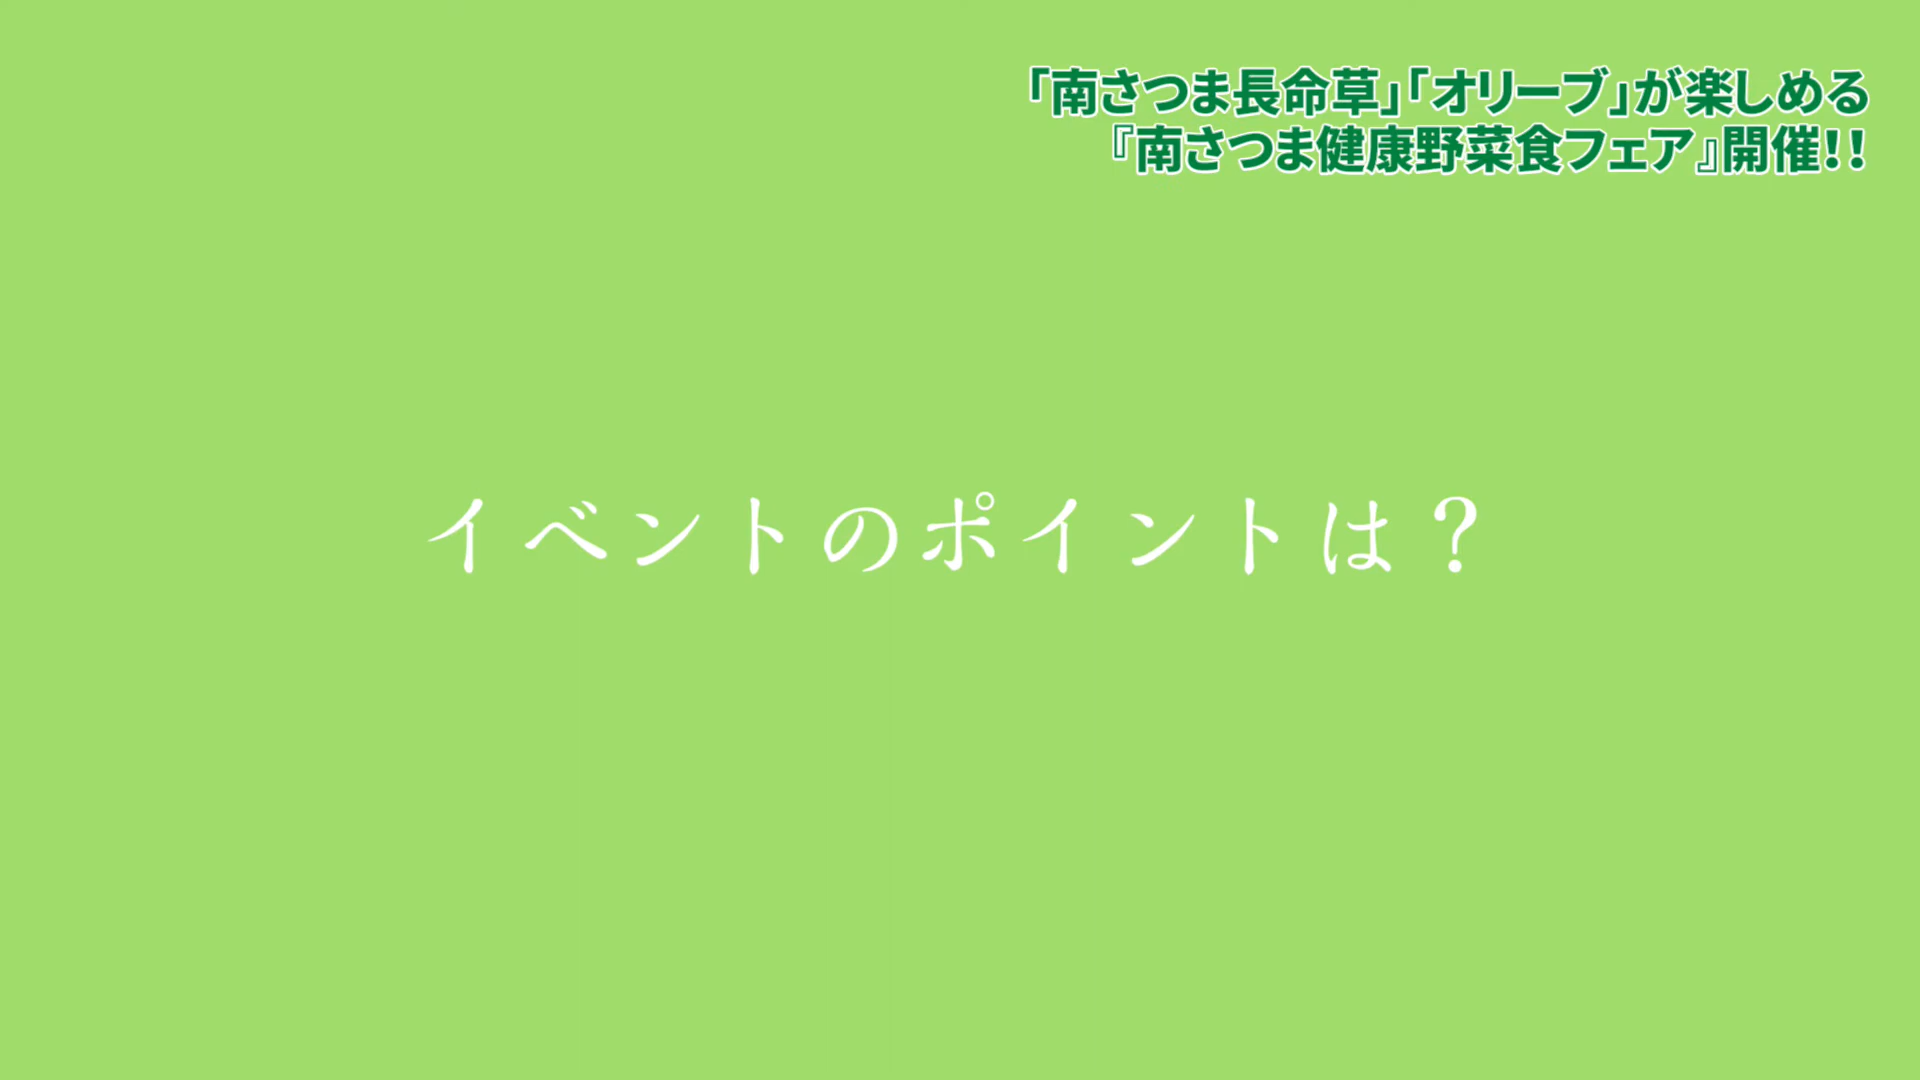 「南さつま長命草」「オリーブ」が楽しめる
『南さつま健康野菜食フェア』開催!!
イベントのポイントは？